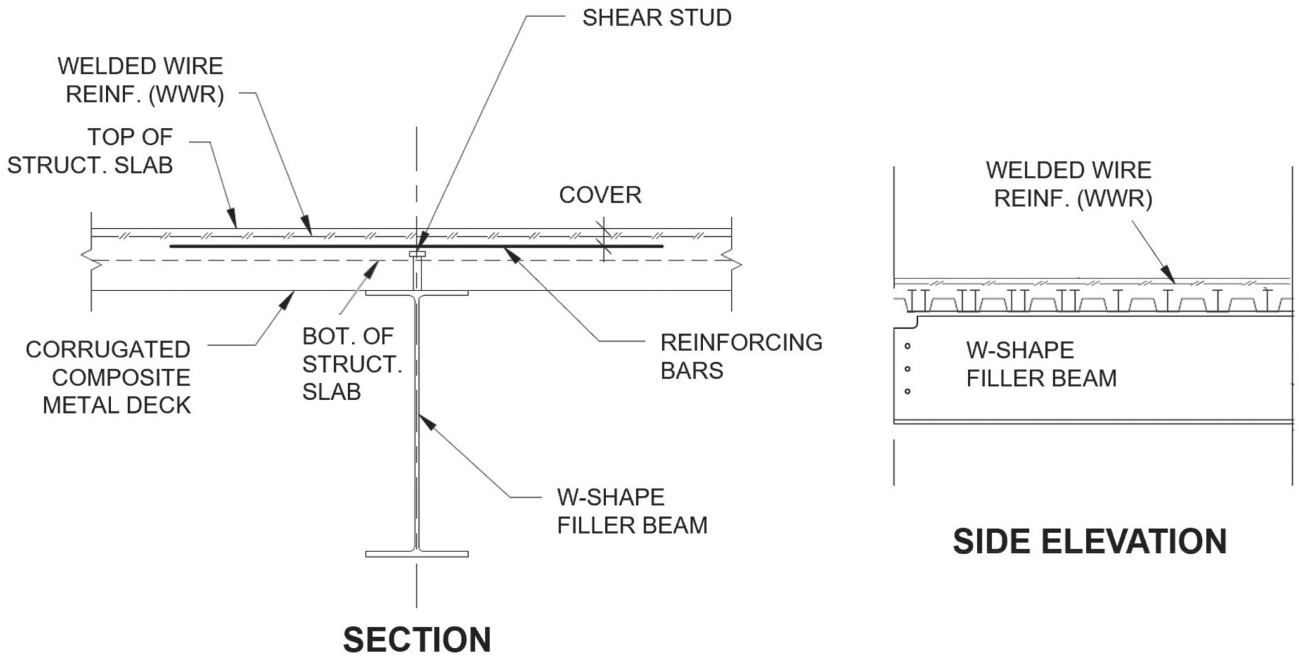 SHEAR STUD
WELDED WIRE
REINF. (WWR)
TOP OF
STRUCT. SLAB
COVER
CORRUGATED
COMPOSITE
METAL DECK
BOT. OF
STRUCT.
SLAB
REINFORCING
BARS
W-SHAPE
FILLER BEAM
SECTION
WELDED WIRE
REINF. (WWR)
W-SHAPE
FILLER BEAM
SIDE ELEVATION